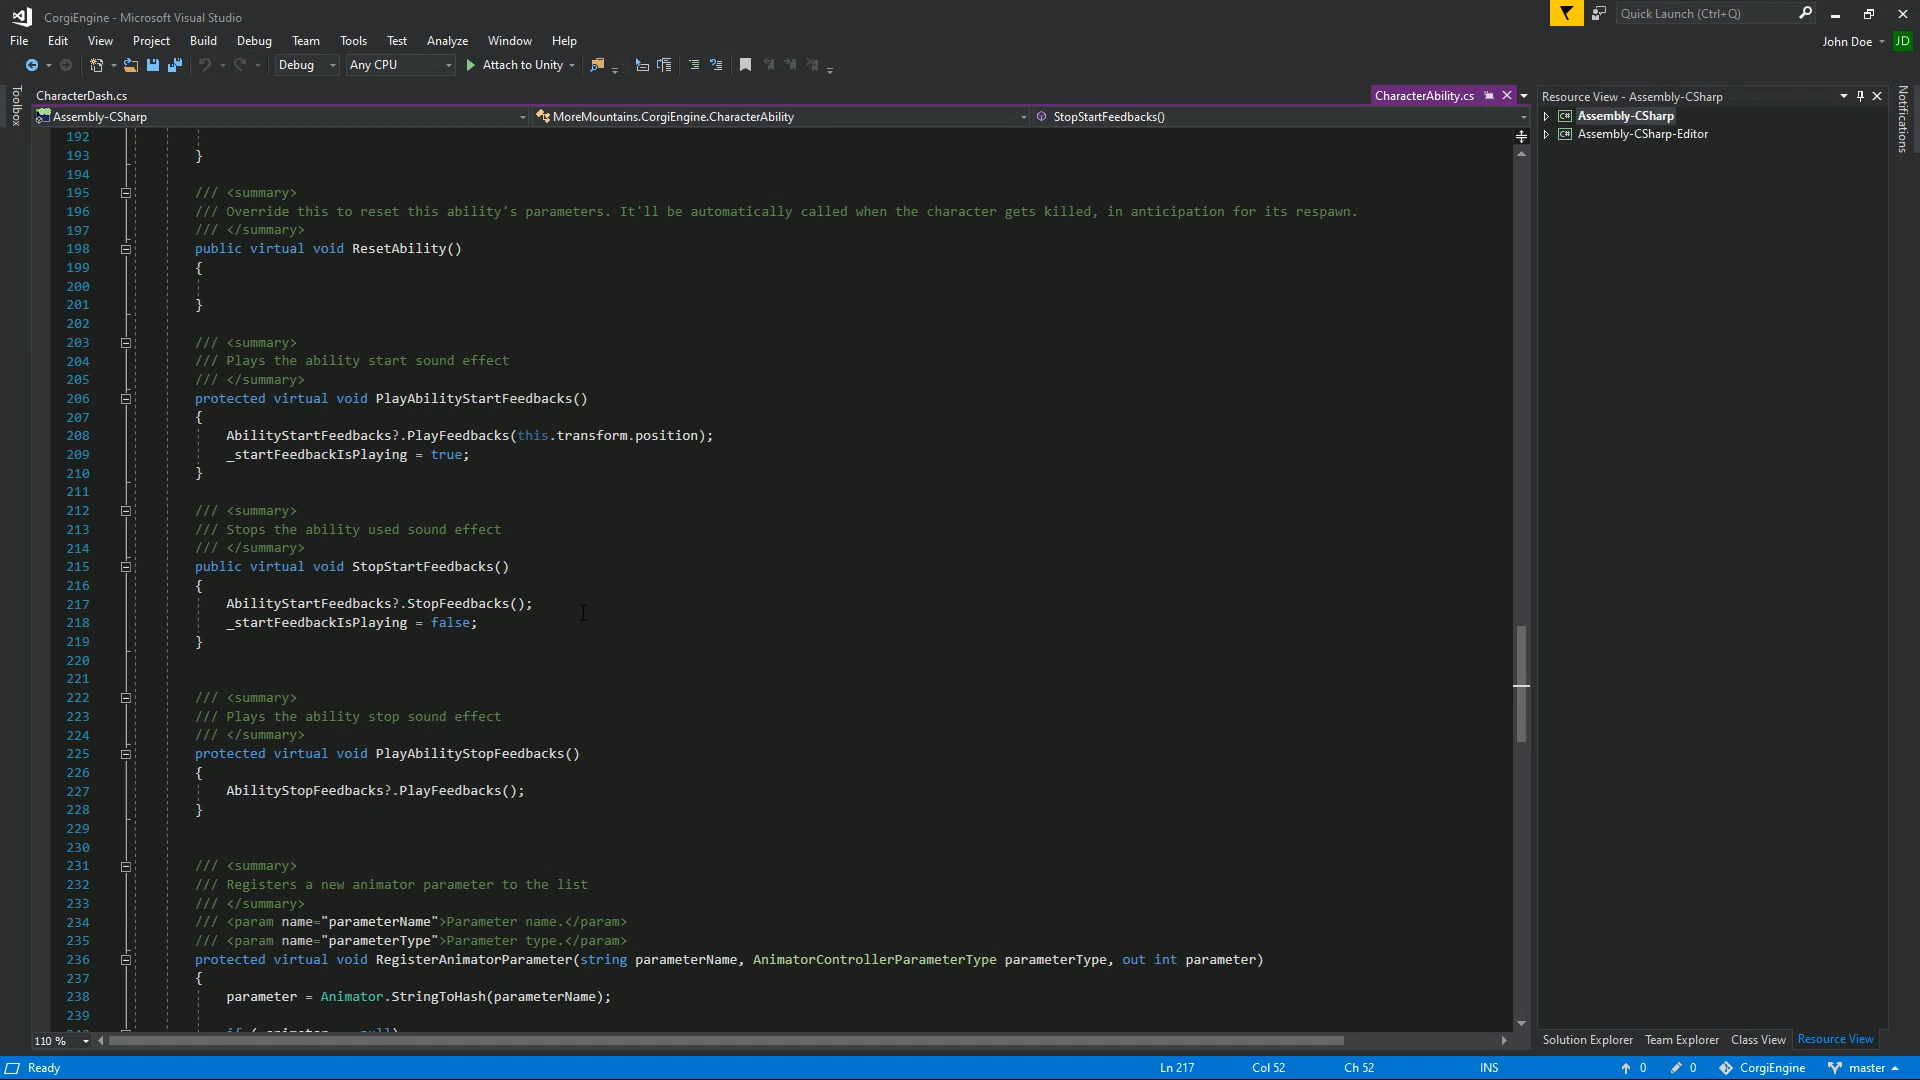 CorgiEngine - Microsoft Visual Studio
Quick Launch (Ctrl+Q)
File Edit View Project Build Debug Team Tools Test Analyze Window Help
John Doe JD
Debug Any CPU Attach to Unity
Toolbox
CharacterDash.cs
CharacterAbility.cs
Resource View - Assembly-CSharp
Notifications
Assembly-CSharp
MoreMountains.CorgiEngine.CharacterAbility
StopStartFeedbacks()
Assembly-CSharp
Assembly-CSharp-Editor
192
193 }
194
195 /// <summary>
196 /// Override this to reset this ability's parameters. It'll be automatically called when the character gets killed, in anticipation for its respawn.
197 /// </summary>
198 public virtual void ResetAbility()
199 {
200
201 }
202
203 /// <summary>
204 /// Plays the ability start sound effect
205 /// </summary>
206 protected virtual void PlayAbilityStartFeedbacks()
207 {
208 AbilityStartFeedbacks?.PlayFeedbacks(this.transform.position);
209 _startFeedbackIsPlaying = true;
210 }
211
212 /// <summary>
213 /// Stops the ability used sound effect
214 /// </summary>
215 public virtual void StopStartFeedbacks()
216 {
217 AbilityStartFeedbacks?.StopFeedbacks();
218 _startFeedbackIsPlaying = false;
219 }
220
221
222 /// <summary>
223 /// Plays the ability stop sound effect
224 /// </summary>
225 protected virtual void PlayAbilityStopFeedbacks()
226 {
227 AbilityStopFeedbacks?.PlayFeedbacks();
228 }
229
230
231 /// <summary>
232 /// Registers a new animator parameter to the list
233 /// </summary>
234 /// <param name="parameterName">Parameter name.</param>
235 /// <param name="parameterType">Parameter type.</param>
236 protected virtual void RegisterAnimatorParameter(string parameterName, AnimatorControllerParameterType parameterType, out int parameter)
237 {
238 parameter = Animator.StringToHash(parameterName);
239
110 %
Solution Explorer Team Explorer Class View Resource View
Ready
Ln 217 Col 52 Ch 52 INS 0 0 CorgiEngine master